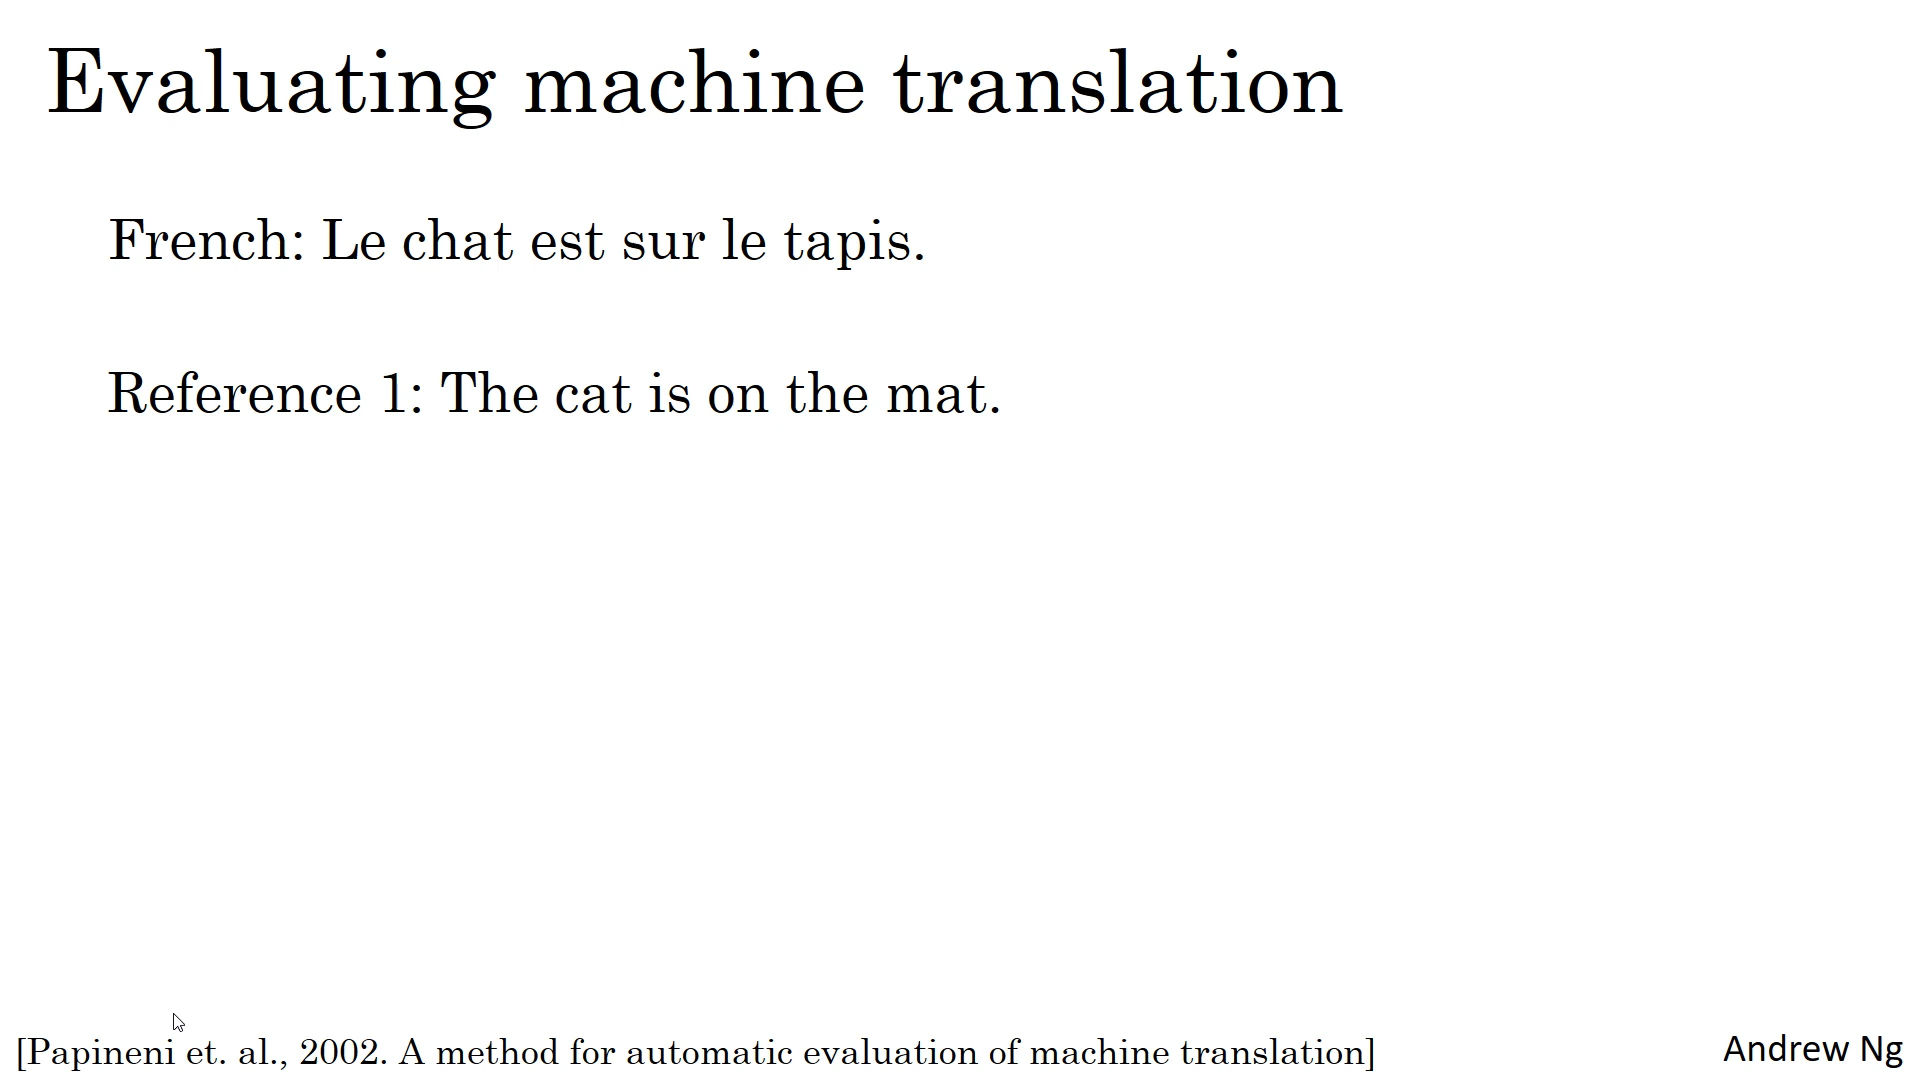 Evaluating machine translation
French: Le chat est sur le tapis.
Reference 1: The cat is on the mat.
[Papineni et. al., 2002. A method for automatic evaluation of machine translation]
Andrew Ng